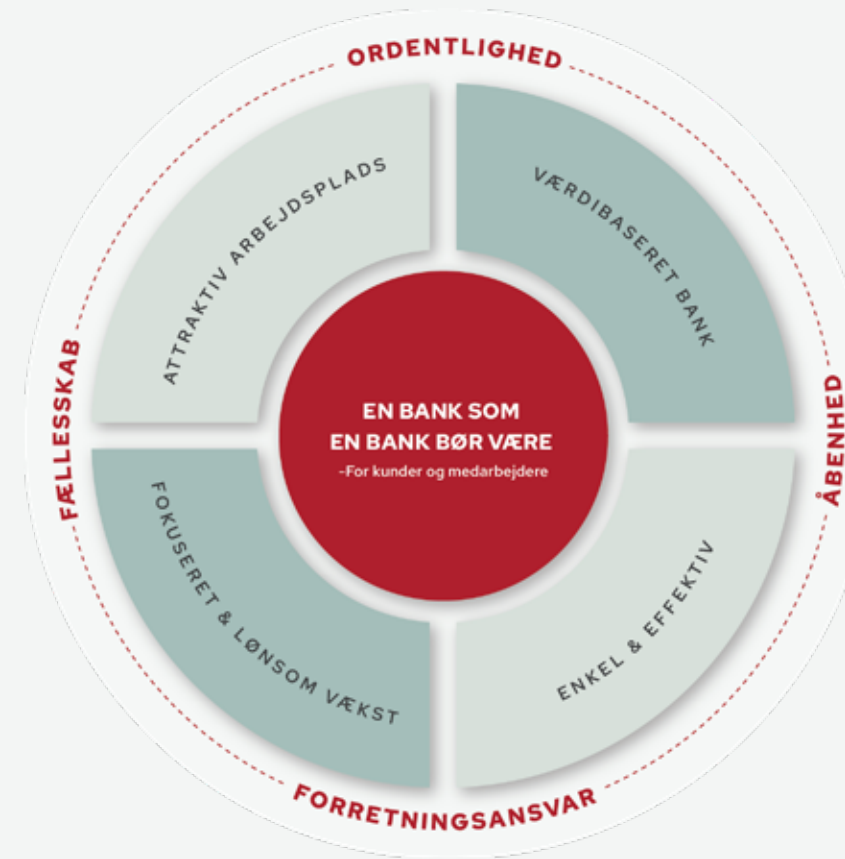 ORDENTLIGHED
ATTRAKTIV ARBEJDSPLADS
VÆRDIBASERET BANK
FÆLLESSKAB
EN BANK SOM
EN BANK BØR VÆRE
-For kunder og medarbejdere
ÅBENHED
FOKUSERET & LØNSOM VÆKST
ENKEL & EFFEKTIV
FORRETNINGSANSVAR